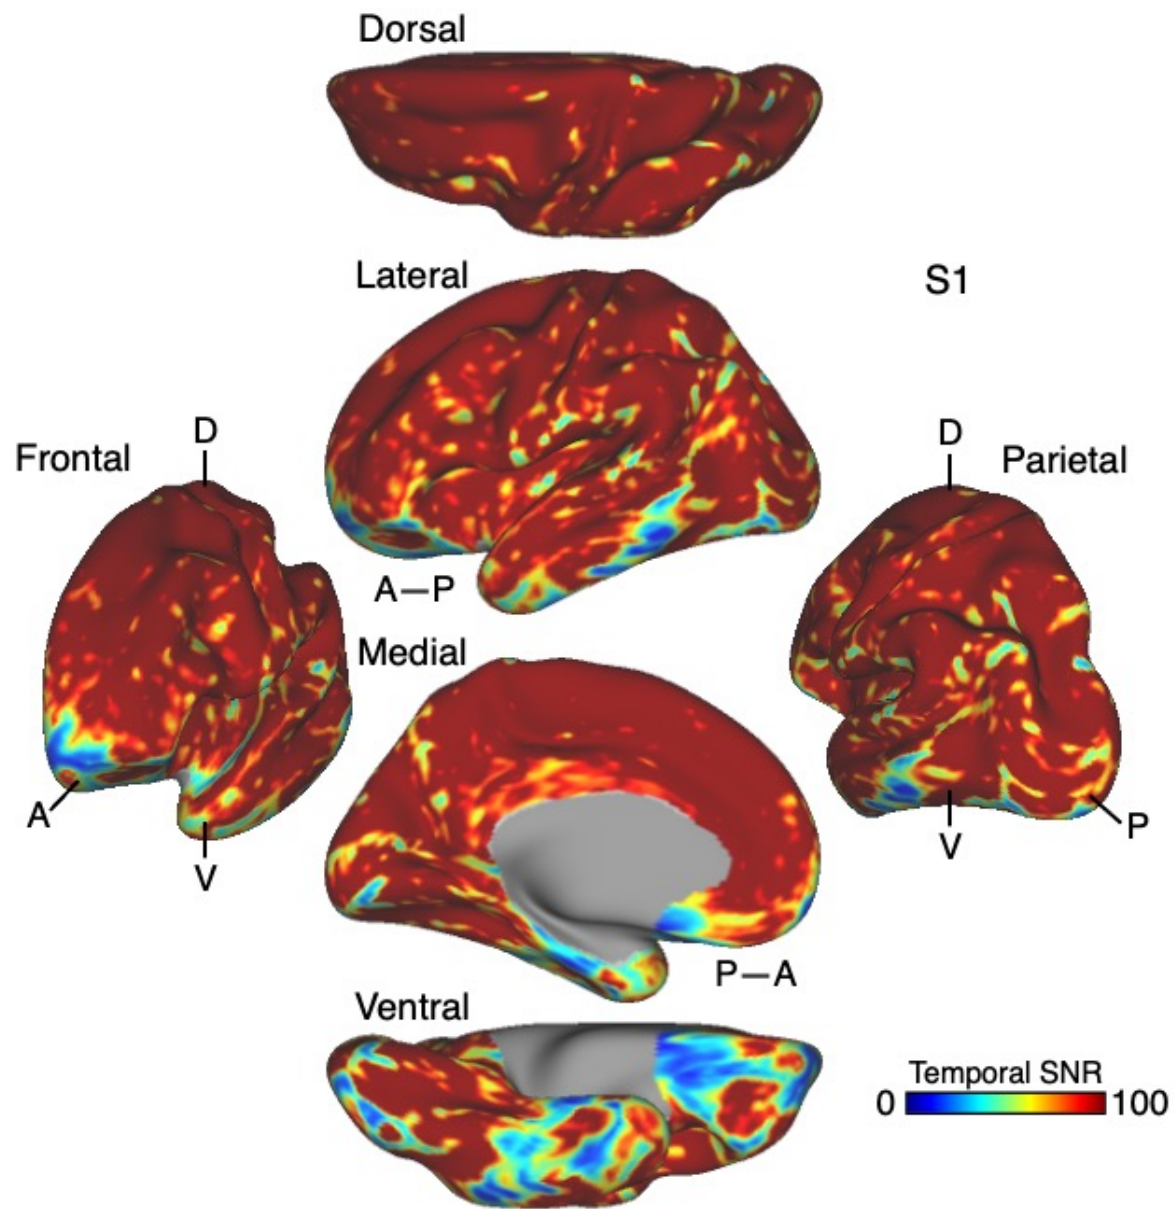 Dorsal
Lateral
S1
D
Frontal
D
Parietal
A—P
Medial
A
V
P
V
P—A
Ventral
Temporal SNR
0 100